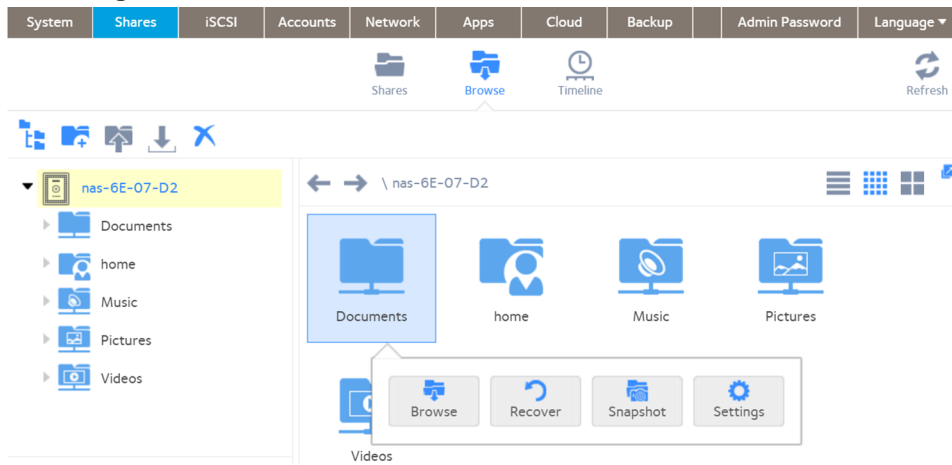 System Shares iSCSI Accounts Network Apps Cloud Backup Admin Password Language ▾
Shares Browse Timeline Refresh
nas-6E-07-D2
\ nas-6E-07-D2
Documents
home
Music
Pictures
Videos
Documents home Music Pictures
Browse Recover Snapshot Settings
Videos